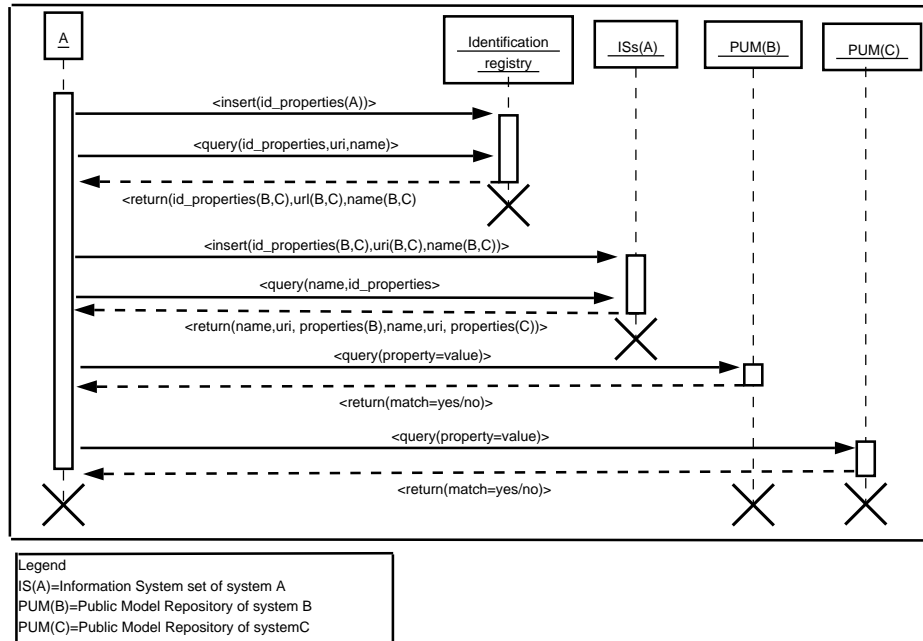 A
Identification
registry
ISs(A)
PUM(B)
PUM(C)
<insert(id_properties(A))>
<query(id_properties,uri,name)>
<return(id_properties(B,C),url(B,C),name(B,C)
<insert(id_properties(B,C),uri(B,C),name(B,C))>
<query(name,id_properties>
<return(name,uri, properties(B),name,uri, properties(C))>
<query(property=value)>
<return(match=yes/no)>
<query(property=value)>
<return(match=yes/no)>
Legend
IS(A)=Information System set of system A
PUM(B)=Public Model Repository of system B
PUM(C)=Public Model Repository of systemC